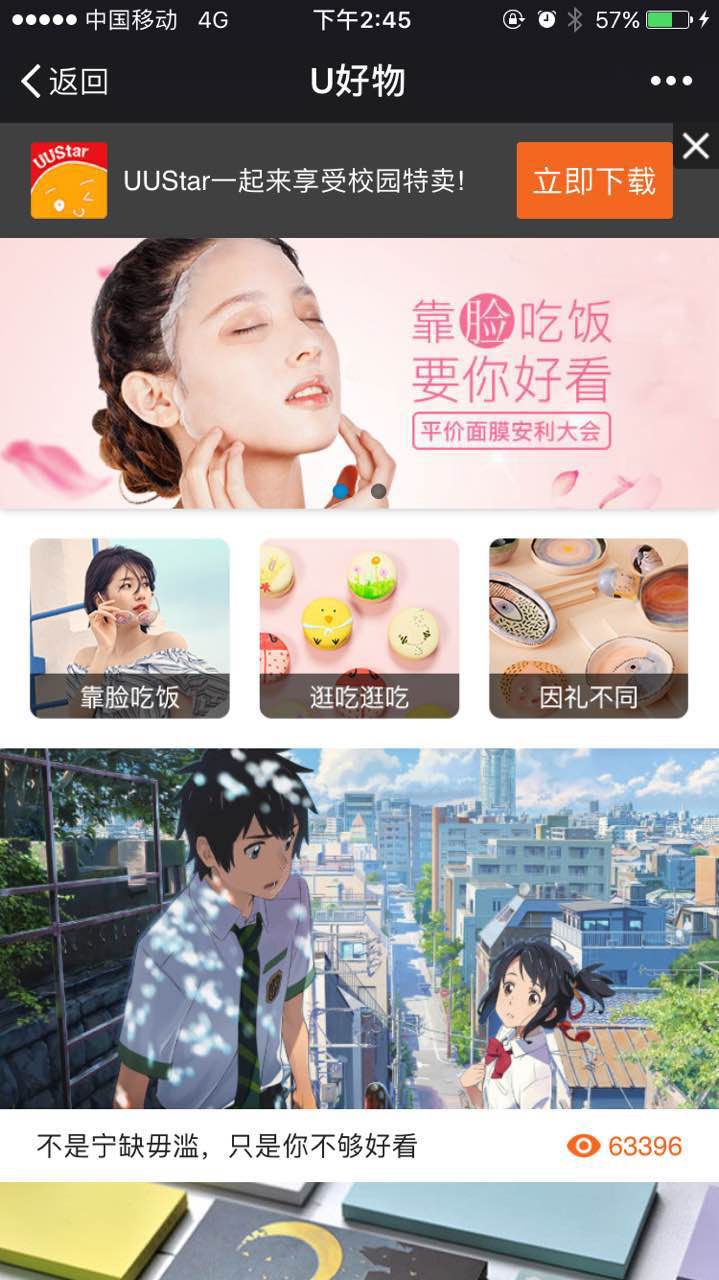 中国移动 4G 下午2:45 57%
返回 U好物
UUStar
UUStar一起来享受校园特卖!
立即下载
靠脸吃饭
要你好看
平价面膜安利大会
靠脸吃饭
逛吃逛吃
因礼不同
不是宁缺毋滥，只是你不够好看
63396